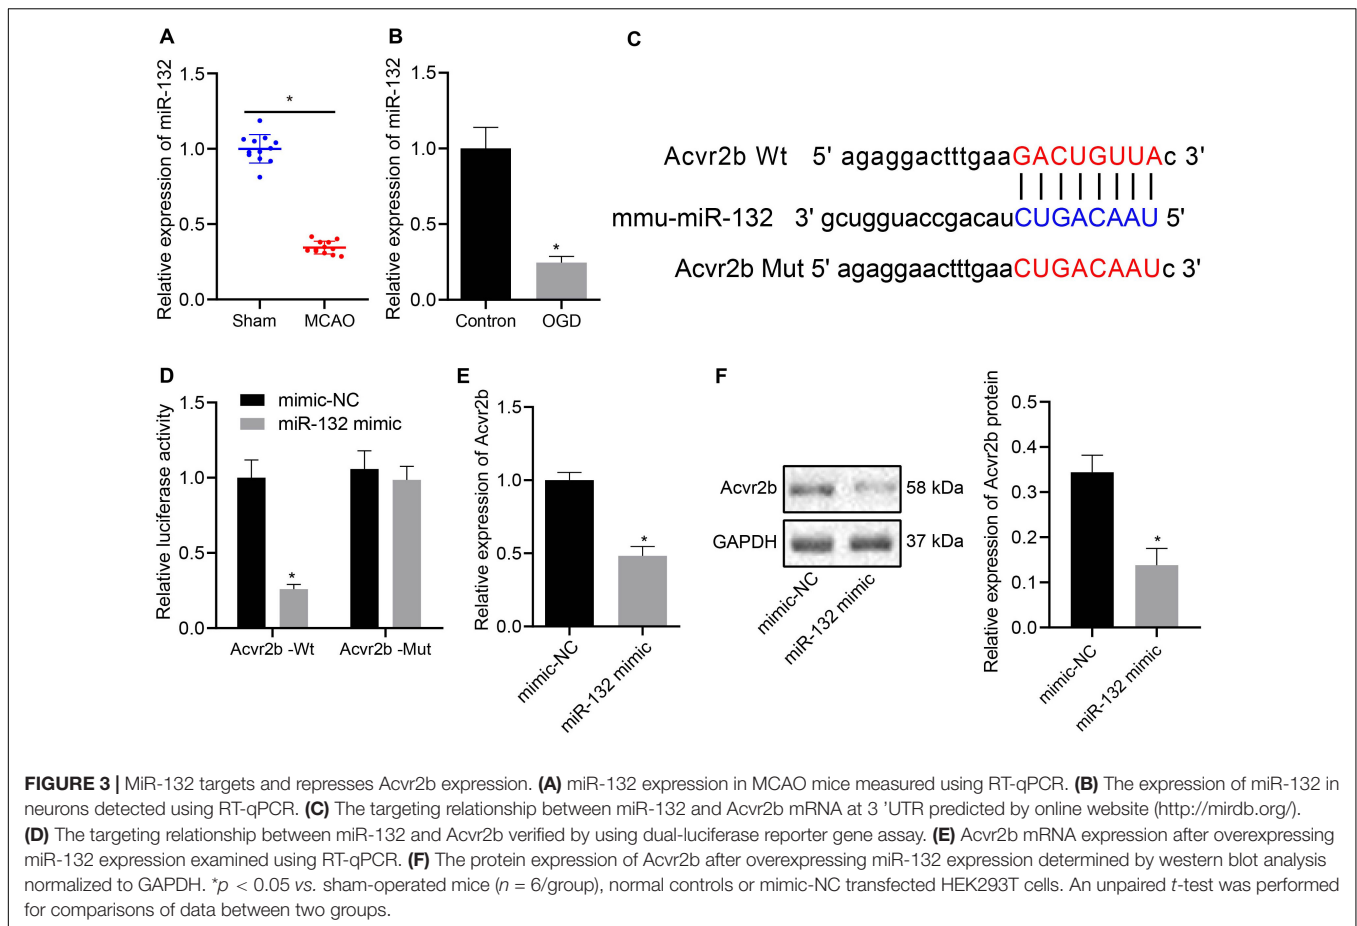 A
Relative expression of miR-132
1.5
1.0
0.5
0.0
*
Sham MCAO
B
Relative expression of miR-132
1.5
1.0
0.5
0.0
*
Contron OGD
C
Acvr2b Wt 5' agaggactttgaaGACUGUUAc 3'
mmu-miR-132 3' gcugguaccgacauCUGACAAU 5'
Acvr2b Mut 5' agaggaactttgaaCUGACAAUc 3'
D
mimic-NC
miR-132 mimic
Relative luciferase activity
1.5
1.0
0.5
0.0
*
Acvr2b -Wt Acvr2b -Mut
E
Relative expression of Acvr2b
1.5
1.0
0.5
0.0
*
mimic-NC
miR-132 mimic
F
Acvr2b 58 kDa
GAPDH 37 kDa
mimic-NC
miR-132 mimic
Relative expression of Acvr2b protein
0.5
0.4
0.3
0.2
0.1
0.0
*
mimic-NC
miR-132 mimic
FIGURE 3 | MiR-132 targets and represses Acvr2b expression. (A) miR-132 expression in MCAO mice measured using RT-qPCR. (B) The expression of miR-132 in
neurons detected using RT-qPCR. (C) The targeting relationship between miR-132 and Acvr2b mRNA at 3 'UTR predicted by online website (http://mirdb.org/).
(D) The targeting relationship between miR-132 and Acvr2b verified by using dual-luciferase reporter gene assay. (E) Acvr2b mRNA expression after overexpressing
miR-132 expression examined using RT-qPCR. (F) The protein expression of Acvr2b after overexpressing miR-132 expression determined by western blot analysis
normalized to GAPDH. *p < 0.05 vs. sham-operated mice (n = 6/group), normal controls or mimic-NC transfected HEK293T cells. An unpaired t-test was performed
for comparisons of data between two groups.